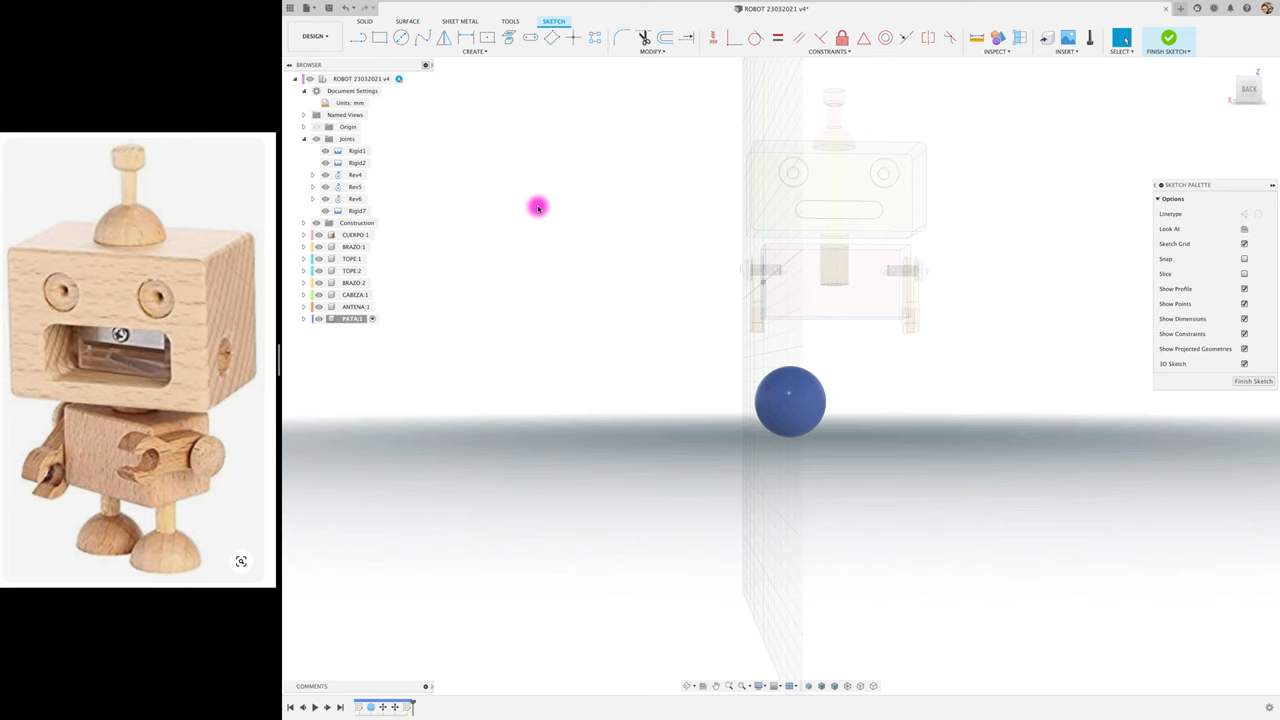 ROBOT 23032021 v4*
DESIGN
SOLID
SURFACE
SHEET METAL
TOOLS
SKETCH
CREATE
MODIFY
CONSTRAINTS
INSPECT
INSERT
SELECT
FINISH SKETCH
BROWSER
ROBOT 23032021 v4
Document Settings
Units: mm
Named Views
Origin
Joints
Rigid1
Rigid2
Rev4
Rev5
Rev6
Rigid7
Construction
CUERPO:1
BRAZO:1
TOPE:1
TOPE:2
BRAZO:2
CABEZA:1
ANTENA:1
PATA:1
Z
BACK
X
SKETCH PALETTE
Options
Linetype
Look At
Sketch Grid
Snap
Slice
Show Profile
Show Points
Show Dimensions
Show Constraints
Show Projected Geometries
3D Sketch
Finish Sketch
COMMENTS